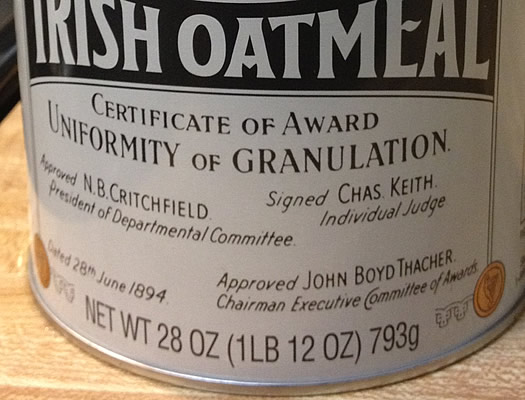 IRISH OATMEAL
CERTIFICATE OF AWARD
UNIFORMITY OF GRANULATION.
Approved N.B. CRITCHFIELD.
President of Departmental Committee.
Signed CHAS. KEITH.
Individual Judge
Dated 28th June 1894.
Approved JOHN BOYD THACHER.
Chairman Executive Committee of Awards.
NET WT 28 OZ (1LB 12 OZ) 793g